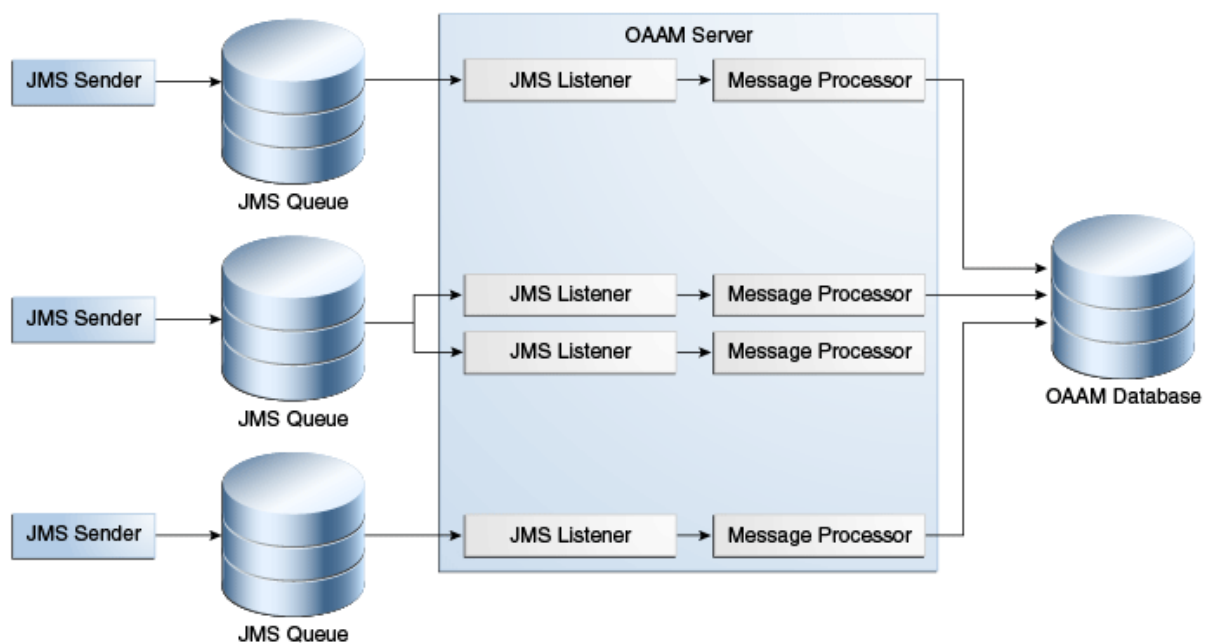 OAAM Server
JMS Sender
JMS Listener
Message Processor
JMS Queue
JMS Sender
JMS Listener
Message Processor
JMS Listener
Message Processor
JMS Queue
OAAM Database
JMS Sender
JMS Listener
Message Processor
JMS Queue